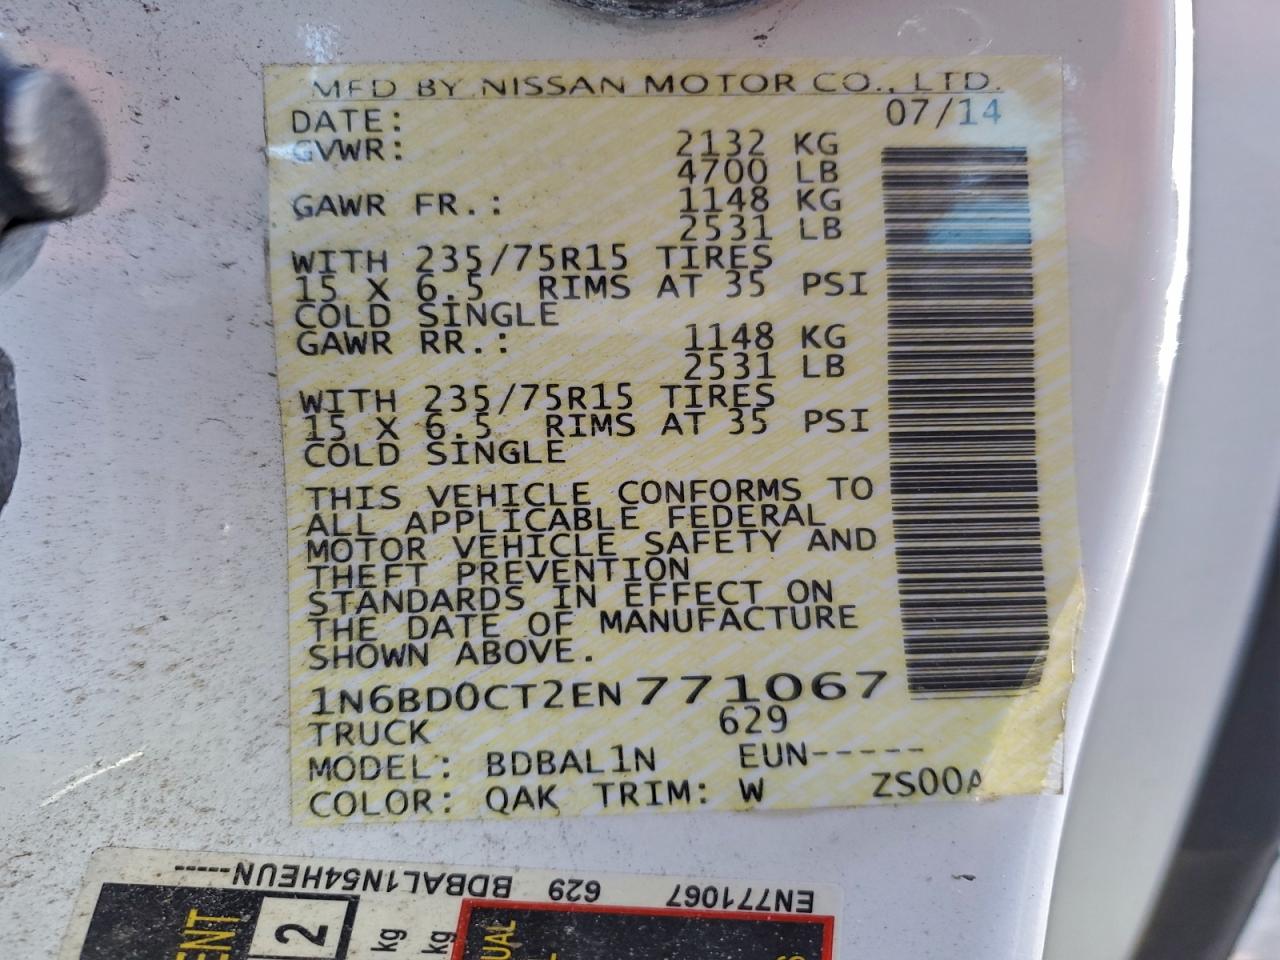 MFD BY NISSAN MOTOR CO., LTD.
DATE: 07/14
GVWR: 2132 KG
4700 LB
GAWR FR.: 1148 KG
2531 LB
WITH 235/75R15 TIRES
15 X 6.5 RIMS AT 35 PSI
COLD SINGLE
GAWR RR.: 1148 KG
2531 LB
WITH 235/75R15 TIRES
15 X 6.5 RIMS AT 35 PSI
COLD SINGLE
THIS VEHICLE CONFORMS TO
ALL APPLICABLE FEDERAL
MOTOR VEHICLE SAFETY AND
THEFT PREVENTION
STANDARDS IN EFFECT ON
THE DATE OF MANUFACTURE
SHOWN ABOVE.
1N6BD0CT2EN771067
TRUCK 629
MODEL: BDBAL1N EUN-----
COLOR: QAK TRIM: W ZS00A
EN771067 629 BDBAL1N54HEUN-----
ENT
2
kg
kg
UAL